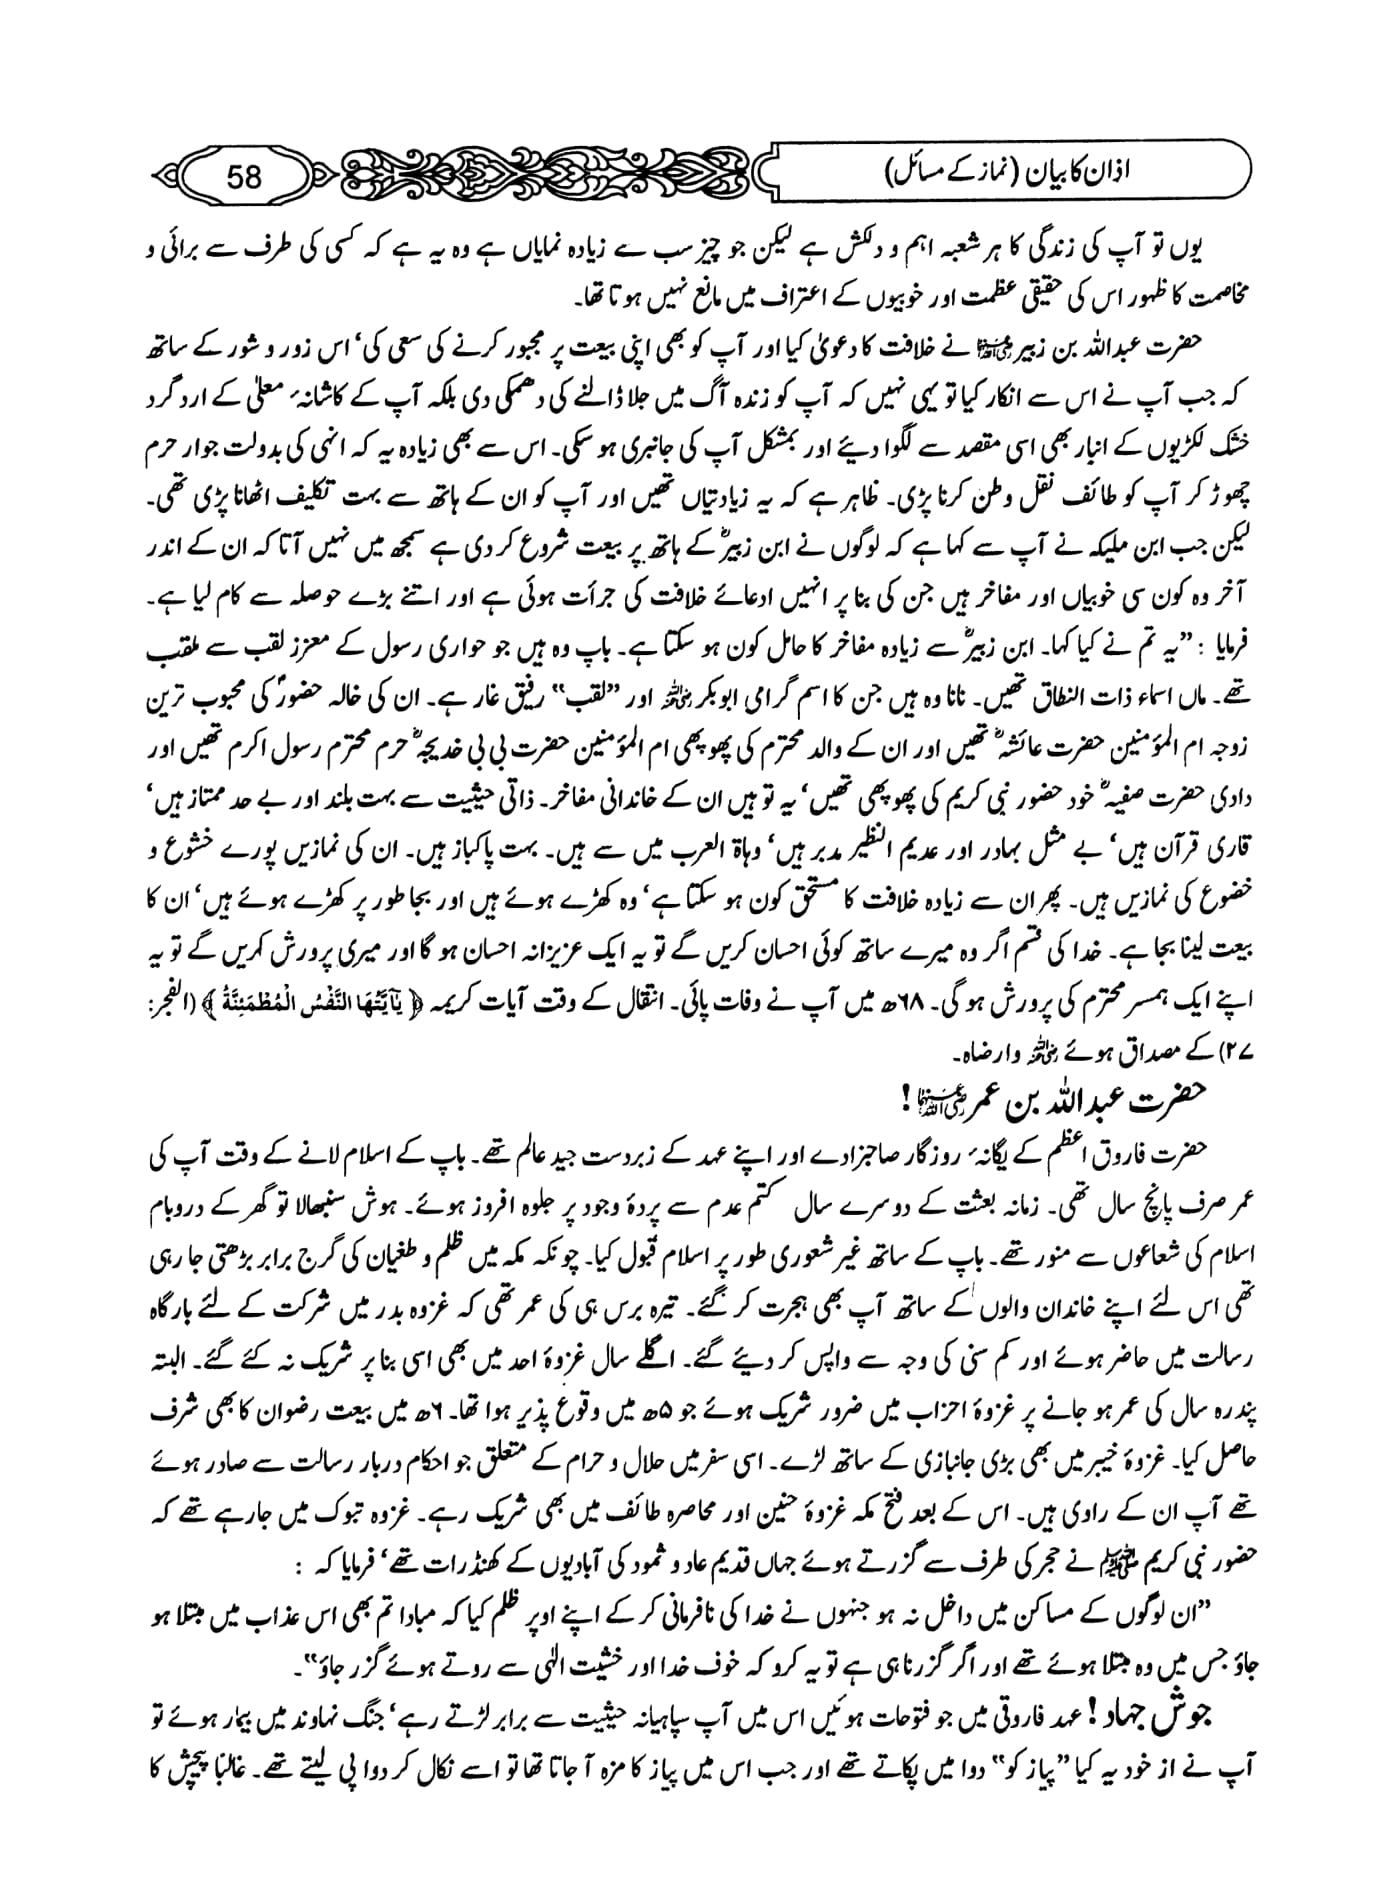 اذان کا بیان (نماز کے مسائل)
58
یوں تو آپ کی زندگی کا ہر شعبہ اہم و دلکش ہے لیکن جو چیز سب سے زیادہ نمایاں ہے وہ یہ ہے کہ کسی کی طرف سے برائی و
مخاصمت کا ظہور اس کی حقیقی عظمت اور خوبیوں کے اعتراف میں مانع نہیں ہوتا تھا۔
حضرت عبداللہ بن زبیر رضی اللہ عنہما نے خلافت کا دعویٰ کیا اور آپ کو بھی اپنی بیعت پر مجبور کرنے کی سعی کی‘ اس زور و شور کے ساتھ
کہ جب آپ نے اس سے انکار کیا تو یہی نہیں کہ آپ کو زندہ آگ میں جلا ڈالنے کی دھمکی دی بلکہ آپ کے کاشانہ معلیٰ کے ارد گرد
خشک لکڑیوں کے انبار بھی اسی مقصد سے لگوا دیئے اور بمشکل آپ کی جانبری ہو سکی۔ اس سے بھی زیادہ یہ کہ انہی کی بدولت جوار حرم
چھوڑ کر آپ کو طائف نقل وطن کرنا پڑی۔ ظاہر ہے کہ یہ زیادتیاں تھیں اور آپ کو ان کے ہاتھ سے بہت تکلیف اٹھانا پڑی تھی۔
لیکن جب ابن ملیکہ نے آپ سے کہا ہے کہ لوگوں نے ابن زبیرؓ کے ہاتھ پر بیعت شروع کر دی ہے سمجھ میں نہیں آتا کہ ان کے اندر
آخر وہ کون سی خوبیاں اور مفاخر ہیں جن کی بنا پر انہیں ادعائے خلافت کی جرأت ہوئی ہے اور اتنے بڑے حوصلہ سے کام لیا ہے۔
فرمایا : ”یہ تم نے کیا کہا۔ ابن زبیرؓ سے زیادہ مفاخر کا حامل کون ہو سکتا ہے۔ باپ وہ ہیں جو حواری رسول کے معزز لقب سے ملقب
تھے۔ ماں اسماء ذات النطاق تھیں۔ نانا وہ ہیں جن کا اسم گرامی ابوبکر رضی اللہ عنہ اور ”لقب“ رفیق غار ہے۔ ان کی خالہ حضورؐ کی محبوب ترین
زوجہ ام المؤمنین حضرت عائشہؓ تھیں اور ان کے والد محترم کی پھوپھی ام المؤمنین حضرت بی بی خدیجہؓ حرم محترم رسول اکرم تھیں اور
دادی حضرت صفیہؓ خود حضور نبی کریم کی پھوپھی تھیں‘ یہ تو ہیں ان کے خاندانی مفاخر۔ ذاتی حیثیت سے بہت بلند اور بے حد ممتاز ہیں‘
قاری قرآن ہیں‘ بے مثل بہادر اور عدیم النظیر مدبر ہیں‘ وہاۃ العرب میں سے ہیں۔ بہت پاکباز ہیں۔ ان کی نمازیں پورے خشوع و
خضوع کی نمازیں ہیں۔ پھر ان سے زیادہ خلافت کا مستحق کون ہو سکتا ہے‘ وہ کھڑے ہوئے ہیں اور بجا طور پر کھڑے ہوئے ہیں‘ ان کا
بیعت لینا بجا ہے۔ خدا کی قسم اگر وہ میرے ساتھ کوئی احسان کریں گے تو یہ ایک عزیزانہ احسان ہو گا اور میری پرورش کریں گے تو یہ
اپنے ایک ہمسر محترم کی پرورش ہو گی۔ ۶۸ھ میں آپ نے وفات پائی۔ انتقال کے وقت آیات کریمہ ﴿ یٰٓاَیَّتُهَا النَّفْسُ الْمُطْمَئِنَّةُ ﴾ (الفجر:
۲۷) کے مصداق ہوئے رضی اللہ عنہ وارضاہ۔
حضرت عبداللہ بن عمر رضی اللہ عنہما !
حضرت فاروق اعظم کے یگانہ روزگار صاجزادے اور اپنے عہد کے زبردست جید عالم تھے۔ باپ کے اسلام لانے کے وقت آپ کی
عمر صرف پانچ سال تھی۔ زمانہ بعثت کے دوسرے سال کتم عدم سے پردۂ وجود پر جلوہ افروز ہوئے۔ ہوش سنبھالا تو گھر کے دروبام
اسلام کی شعاعوں سے منور تھے۔ باپ کے ساتھ غیر شعوری طور پر اسلام قبول کیا۔ چونکہ مکہ میں ظلم و طغیان کی گرج برابر بڑھتی جا رہی
تھی اس لئے اپنے خاندان والوں کے ساتھ آپ بھی ہجرت کر گئے۔ تیرہ برس ہی کی عمر تھی کہ غزوہ بدر میں شرکت کے لئے بارگاہ
رسالت میں حاضر ہوئے اور کم سنی کی وجہ سے واپس کر دیئے گئے۔ اگلے سال غزوۂ احد میں بھی اسی بنا پر شریک نہ کئے گئے۔ البتہ
پندرہ سال کی عمر ہو جانے پر غزوۂ احزاب میں ضرور شریک ہوئے جو ۵ھ میں وقوع پذیر ہوا تھا۔ ۶ھ میں بیعت رضوان کا بھی شرف
حاصل کیا۔ غزوۂ خیبر میں بھی بڑی جانبازی کے ساتھ لڑے۔ اسی سفر میں حلال و حرام کے متعلق جو احکام دربار رسالت سے صادر ہوئے
تھے آپ ان کے راوی ہیں۔ اس کے بعد فتح مکہ غزوۂ حنین اور محاصرہ طائف میں بھی شریک رہے۔ غزوہ تبوک میں جا رہے تھے کہ
حضور نبی کریم ﷺ نے حجر کی طرف سے گزرتے ہوئے جہاں قدیم عاد و ثمود کی آبادیوں کے کھنڈرات تھے‘ فرمایا کہ :
”ان لوگوں کے مساکن میں داخل نہ ہو جنہوں نے خدا کی نافرمانی کر کے اپنے اوپر ظلم کیا کہ مبادا تم بھی اس عذاب میں مبتلا ہو
جاؤ جس میں وہ مبتلا ہوئے تھے اور اگر گزرنا ہی ہے تو یہ کرو کہ خوف خدا اور خشیت الٰہی سے روتے ہوئے گزر جاؤ“۔
جوش جہاد ! عہد فاروقی میں جو فتوحات ہوئیں اس میں آپ سپاہیانہ حیثیت سے برابر لڑتے رہے‘ جنگ نہاوند میں بیمار ہوئے تو
آپ نے از خود یہ کیا ”پیاز کو“ دوا میں پکاتے تھے اور جب اس میں پیاز کا مزہ آ جاتا تھا تو اسے نکال کر دوا پی لیتے تھے۔ غالبًا پیچش کا